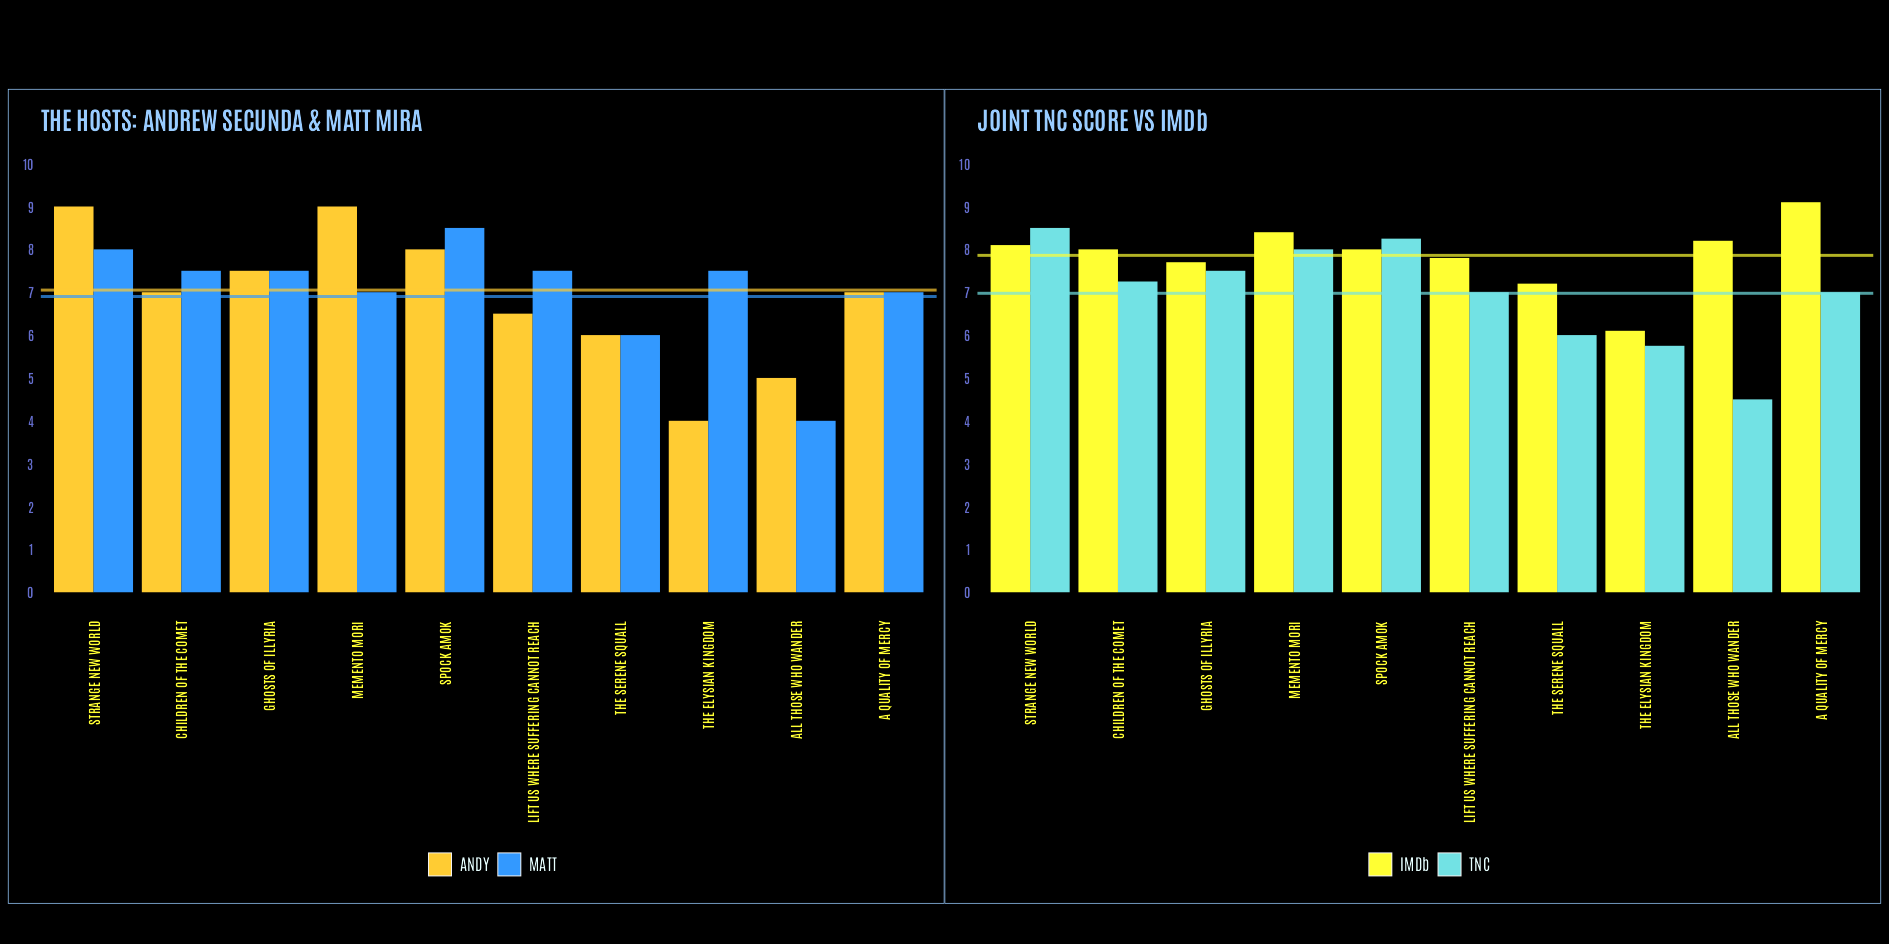 THE HOSTS: ANDREW SECUNDA & MATT MIRA
10
9
8
7
6
5
4
3
2
1
0
STRANGE NEW WORLD
CHILDREN OF THE COMET
GHOSTS OF ILLYRIA
MEMENTO MORI
SPOCK AMOK
LIFT US WHERE SUFFERING CANNOT REACH
THE SERENE SQUALL
THE ELYSIAN KINGDOM
ALL THOSE WHO WANDER
A QUALITY OF MERCY
ANDY
MATT
JOINT TNC SCORE VS IMDb
10
9
8
7
6
5
4
3
2
1
0
STRANGE NEW WORLD
CHILDREN OF THE COMET
GHOSTS OF ILLYRIA
MEMENTO MORI
SPOCK AMOK
LIFT US WHERE SUFFERING CANNOT REACH
THE SERENE SQUALL
THE ELYSIAN KINGDOM
ALL THOSE WHO WANDER
A QUALITY OF MERCY
IMDb
TNC